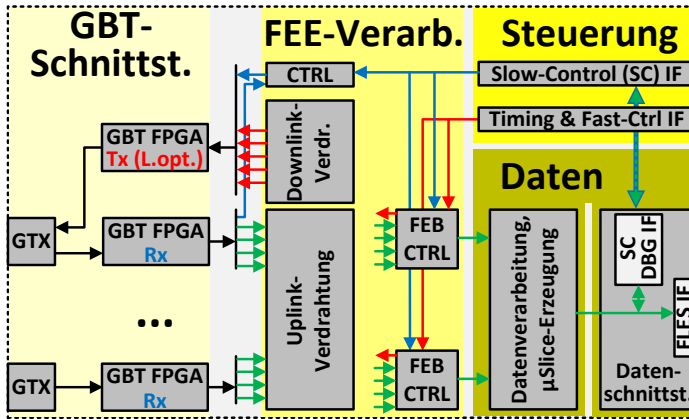 GBT-
Schnittst.
FEE-Verarb.
Steuerung
CTRL
Slow-Control (SC) IF
Timing & Fast-Ctrl IF
GBT FPGA
Tx (L.opt.)
Downlink-
Verdr.
Daten
GTX
GBT FPGA
Rx
Uplink-
Verdrahtung
FEB
CTRL
Datenverarbeitung,
µSlice-Erzeugung
SC
DBG IF
FLES IF
...
GTX
GBT FPGA
Rx
FEB
CTRL
Daten-
schnittst.